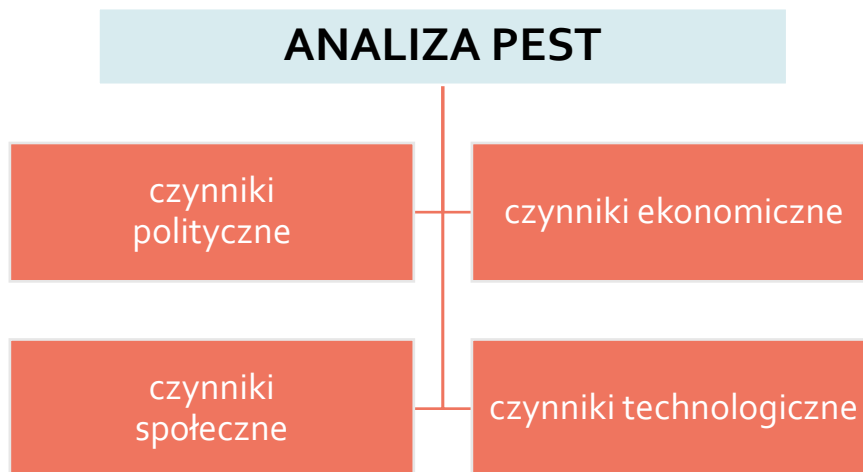 ANALIZA PEST
czynniki
polityczne
czynniki ekonomiczne
czynniki
społeczne
czynniki technologiczne